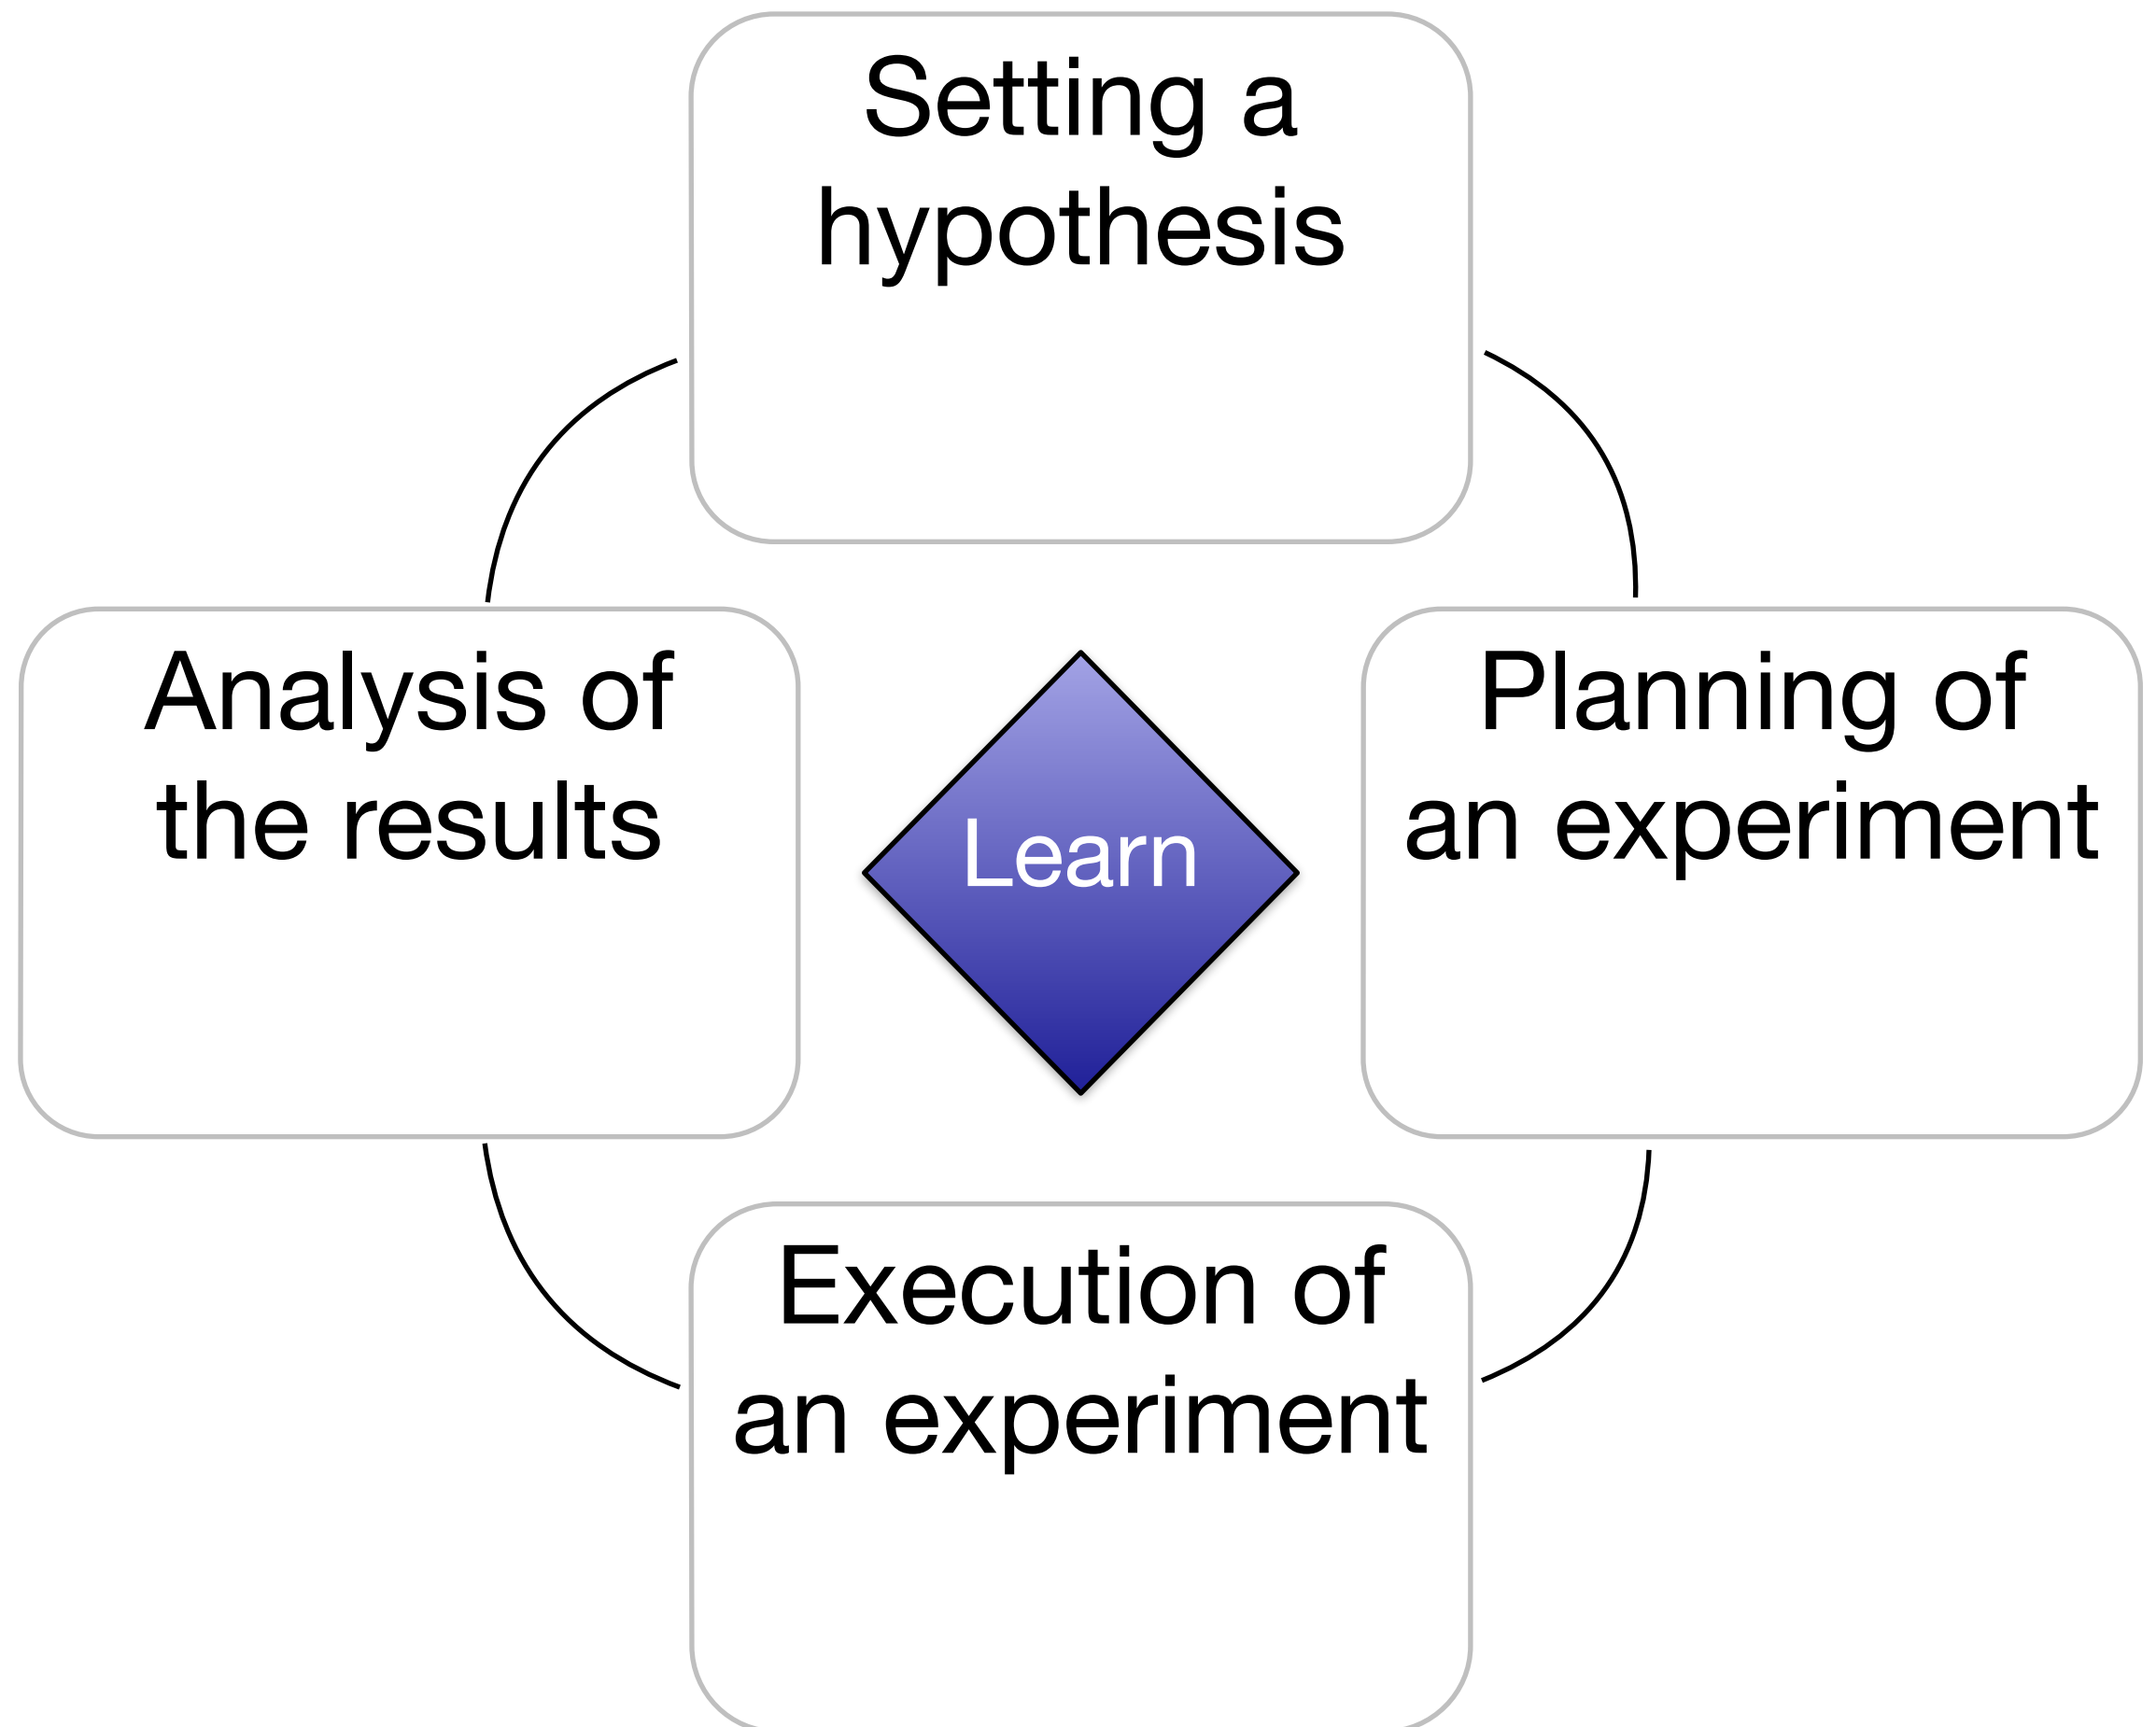 Setting a
hypothesis
Analysis of
the results
Learn
Planning of
an experiment
Execution of
an experiment